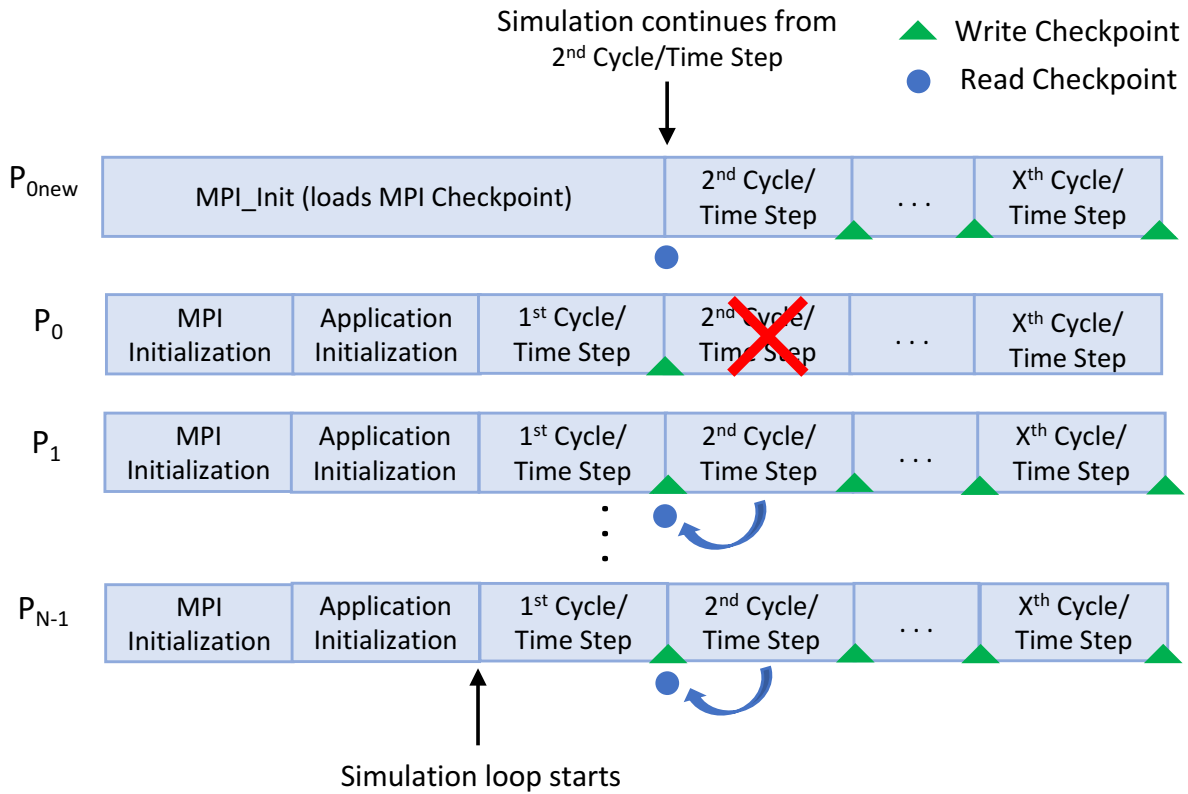 Simulation continues from
2nd Cycle/Time Step
Write Checkpoint
Read Checkpoint
P0new
MPI_Init (loads MPI Checkpoint)
2nd Cycle/
Time Step
. . .
Xth Cycle/
Time Step
P0
MPI
Initialization
Application
Initialization
1st Cycle/
Time Step
2nd Cycle/
Time Step
. . .
Xth Cycle/
Time Step
P1
MPI
Initialization
Application
Initialization
1st Cycle/
Time Step
2nd Cycle/
Time Step
. . .
Xth Cycle/
Time Step
PN-1
MPI
Initialization
Application
Initialization
1st Cycle/
Time Step
2nd Cycle/
Time Step
. . .
Xth Cycle/
Time Step
Simulation loop starts